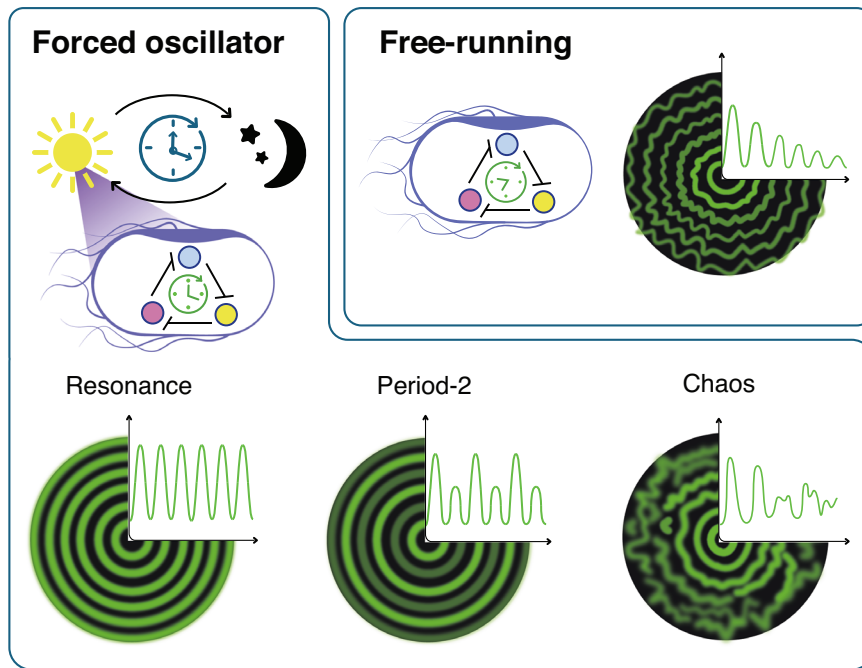 Forced oscillator
Free-running
Resonance
Period-2
Chaos